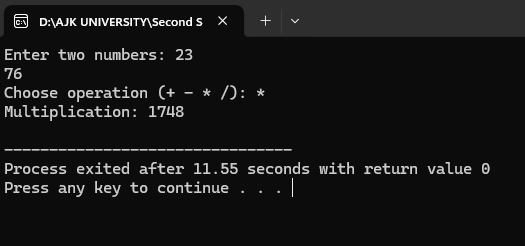 D:\AJK UNIVERSITY\Second S
Enter two numbers: 23
76
Choose operation (+ - * /): *
Multiplication: 1748
--------------------------------
Process exited after 11.55 seconds with return value 0
Press any key to continue . . .